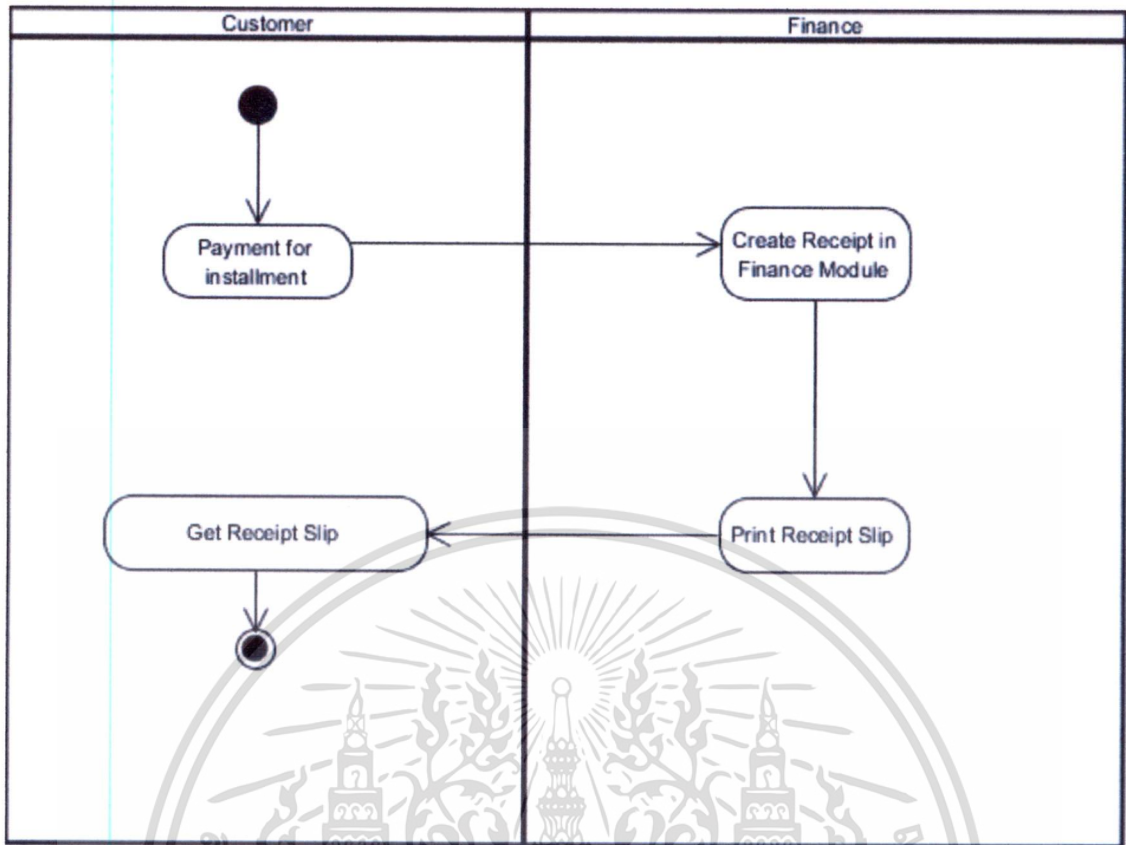 Customer
Finance
Payment for
installment
Create Receipt in
Finance Module
Get Receipt Slip
Print Receipt Slip